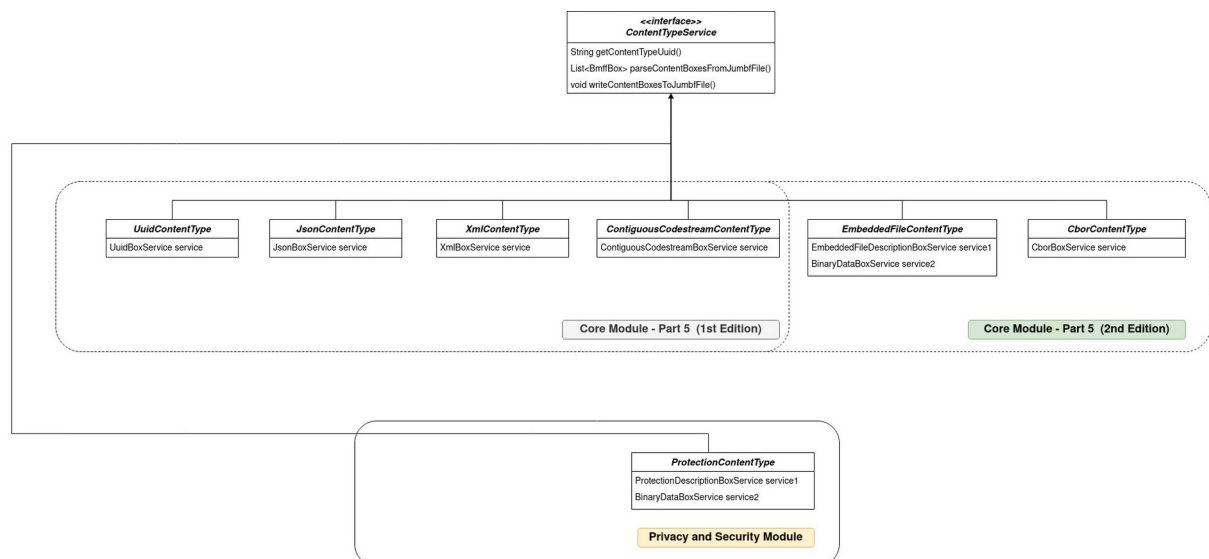 <<interface>>
ContentTypeService
String getContentTypeUuid()
List<BmffBox> parseContentBoxesFromJumbfFile()
void writeContentBoxesToJumbfFile()
UuidContentType
UuidBoxService service
JsonContentType
JsonBoxService service
XmlContentType
XmlBoxService service
ContiguousCodestreamContentType
ContiguousCodestreamBoxService service
EmbeddedFileContentType
EmbeddedFileDescriptionBoxService service1
BinaryDataBoxService service2
CborContentType
CborBoxService service
Core Module - Part 5 (1st Edition)
Core Module - Part 5 (2nd Edition)
ProtectionContentType
ProtectionDescriptionBoxService service1
BinaryDataBoxService service2
Privacy and Security Module